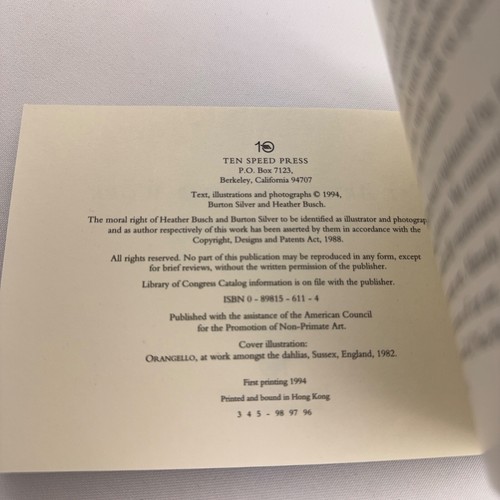 10
TEN SPEED PRESS
P.O. Box 7123,
Berkeley, California 94707
Text, illustrations and photographs © 1994,
Burton Silver and Heather Busch.
The moral right of Heather Busch and Burton Silver to be identified as illustrator and photogra
and as author respectively of this work has been asserted by them in accordance with the
Copyright, Designs and Patents Act, 1988.
All rights reserved. No part of this publication may be reproduced in any form, except
for brief reviews, without the written permission of the publisher.
Library of Congress Catalog information is on file with the publisher.
ISBN 0 – 89815 – 611 – 4
Published with the assistance of the American Council
for the Promotion of Non-Primate Art.
Cover illustration:
ORANGELLO, at work amongst the dahlias, Sussex, England, 1982.
First printing 1994
Printed and bound in Hong Kong
3 4 5 – 98 97 96